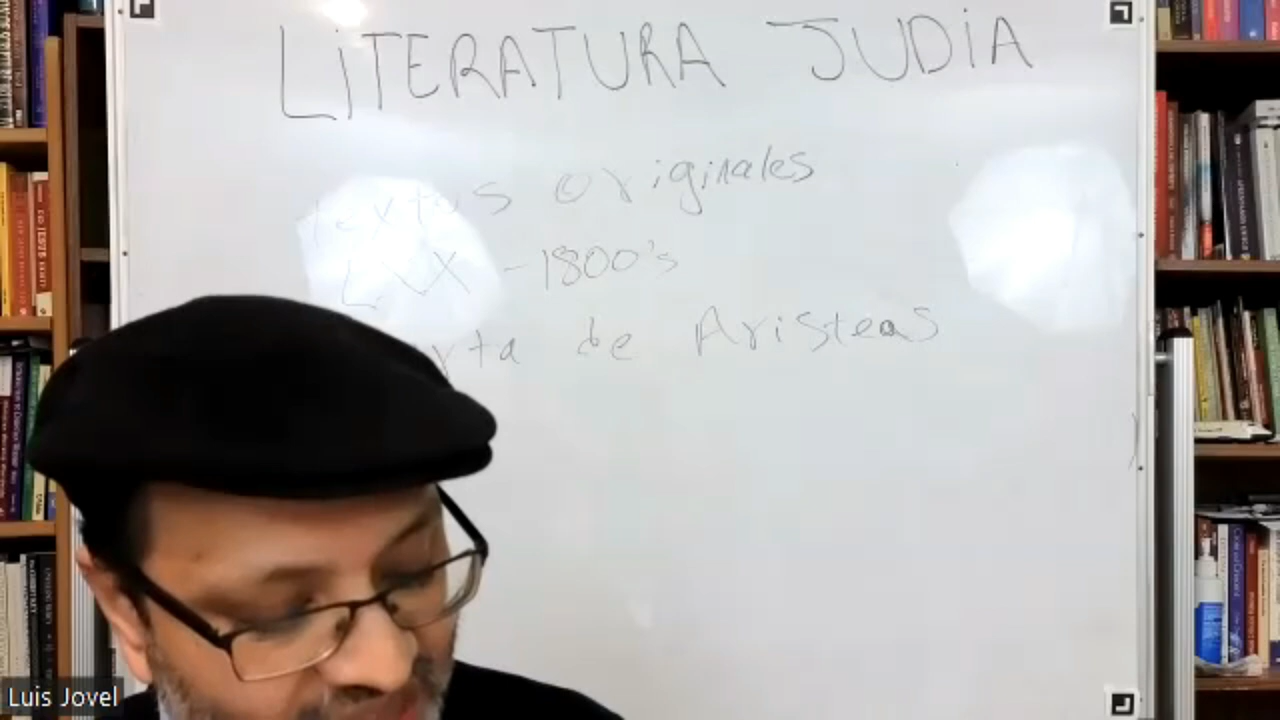 LITERATURA JUDIA
textos originales
LXX - 1800's
de Aristeas
Luis Jovel